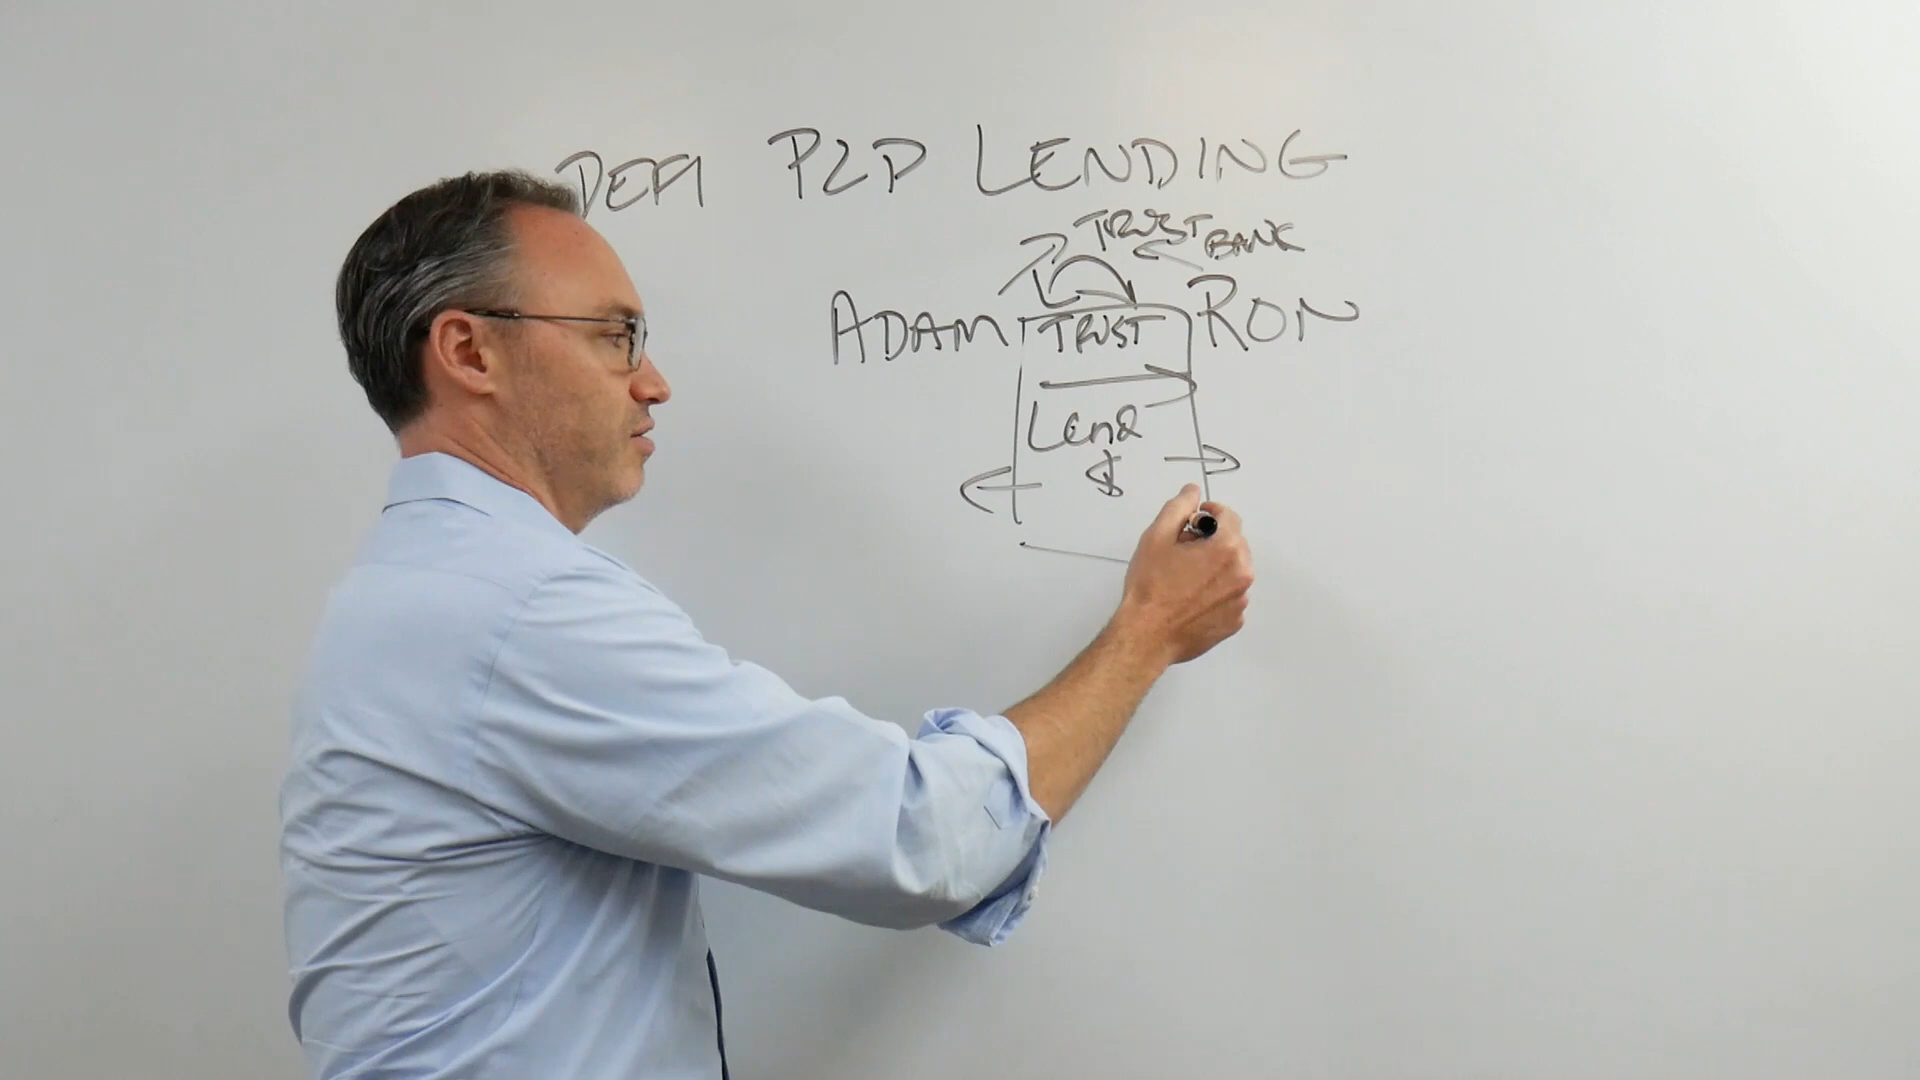 DEFI P2P LENDING
TRUST BANK
ADAM TRUST RON
Lend
$